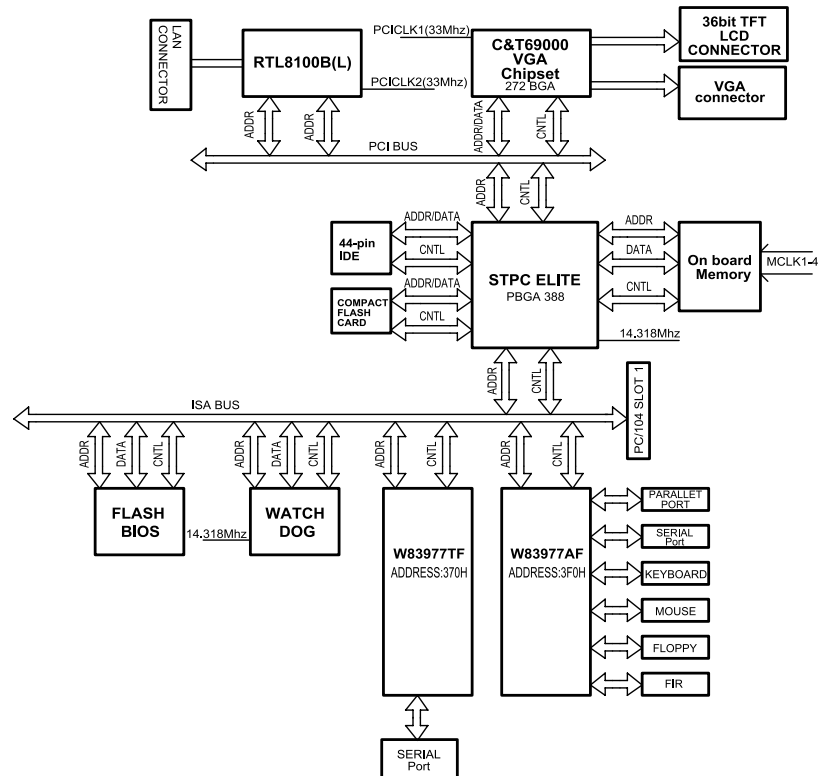 LAN
CONNECTOR
RTL8100B(L)
PCICLK1(33Mhz)
PCICLK2(33Mhz)
C&T69000
VGA
Chipset
272 BGA
36bit TFT
LCD
CONNECTOR
VGA
connector
ADDR
ADDR
ADDR/DATA
CNTL
PCI BUS
ADDR
CNTL
44-pin
IDE
ADDR/DATA
CNTL
COMPACT
FLASH
CARD
ADDR/DATA
CNTL
STPC ELITE
PBGA 388
ADDR
DATA
CNTL
On board
Memory
MCLK1-4
14.318Mhz
ADDR
CNTL
ISA BUS
PC/104 SLOT 1
ADDR
DATA
CNTL
ADDR
DATA
CNTL
ADDR
CNTL
ADDR
CNTL
FLASH
BIOS
14.318Mhz
WATCH
DOG
W83977TF
ADDRESS:370H
W83977AF
ADDRESS:3F0H
PARALLET
PORT
SERIAL
Port
KEYBOARD
MOUSE
FLOPPY
FIR
SERIAL
Port